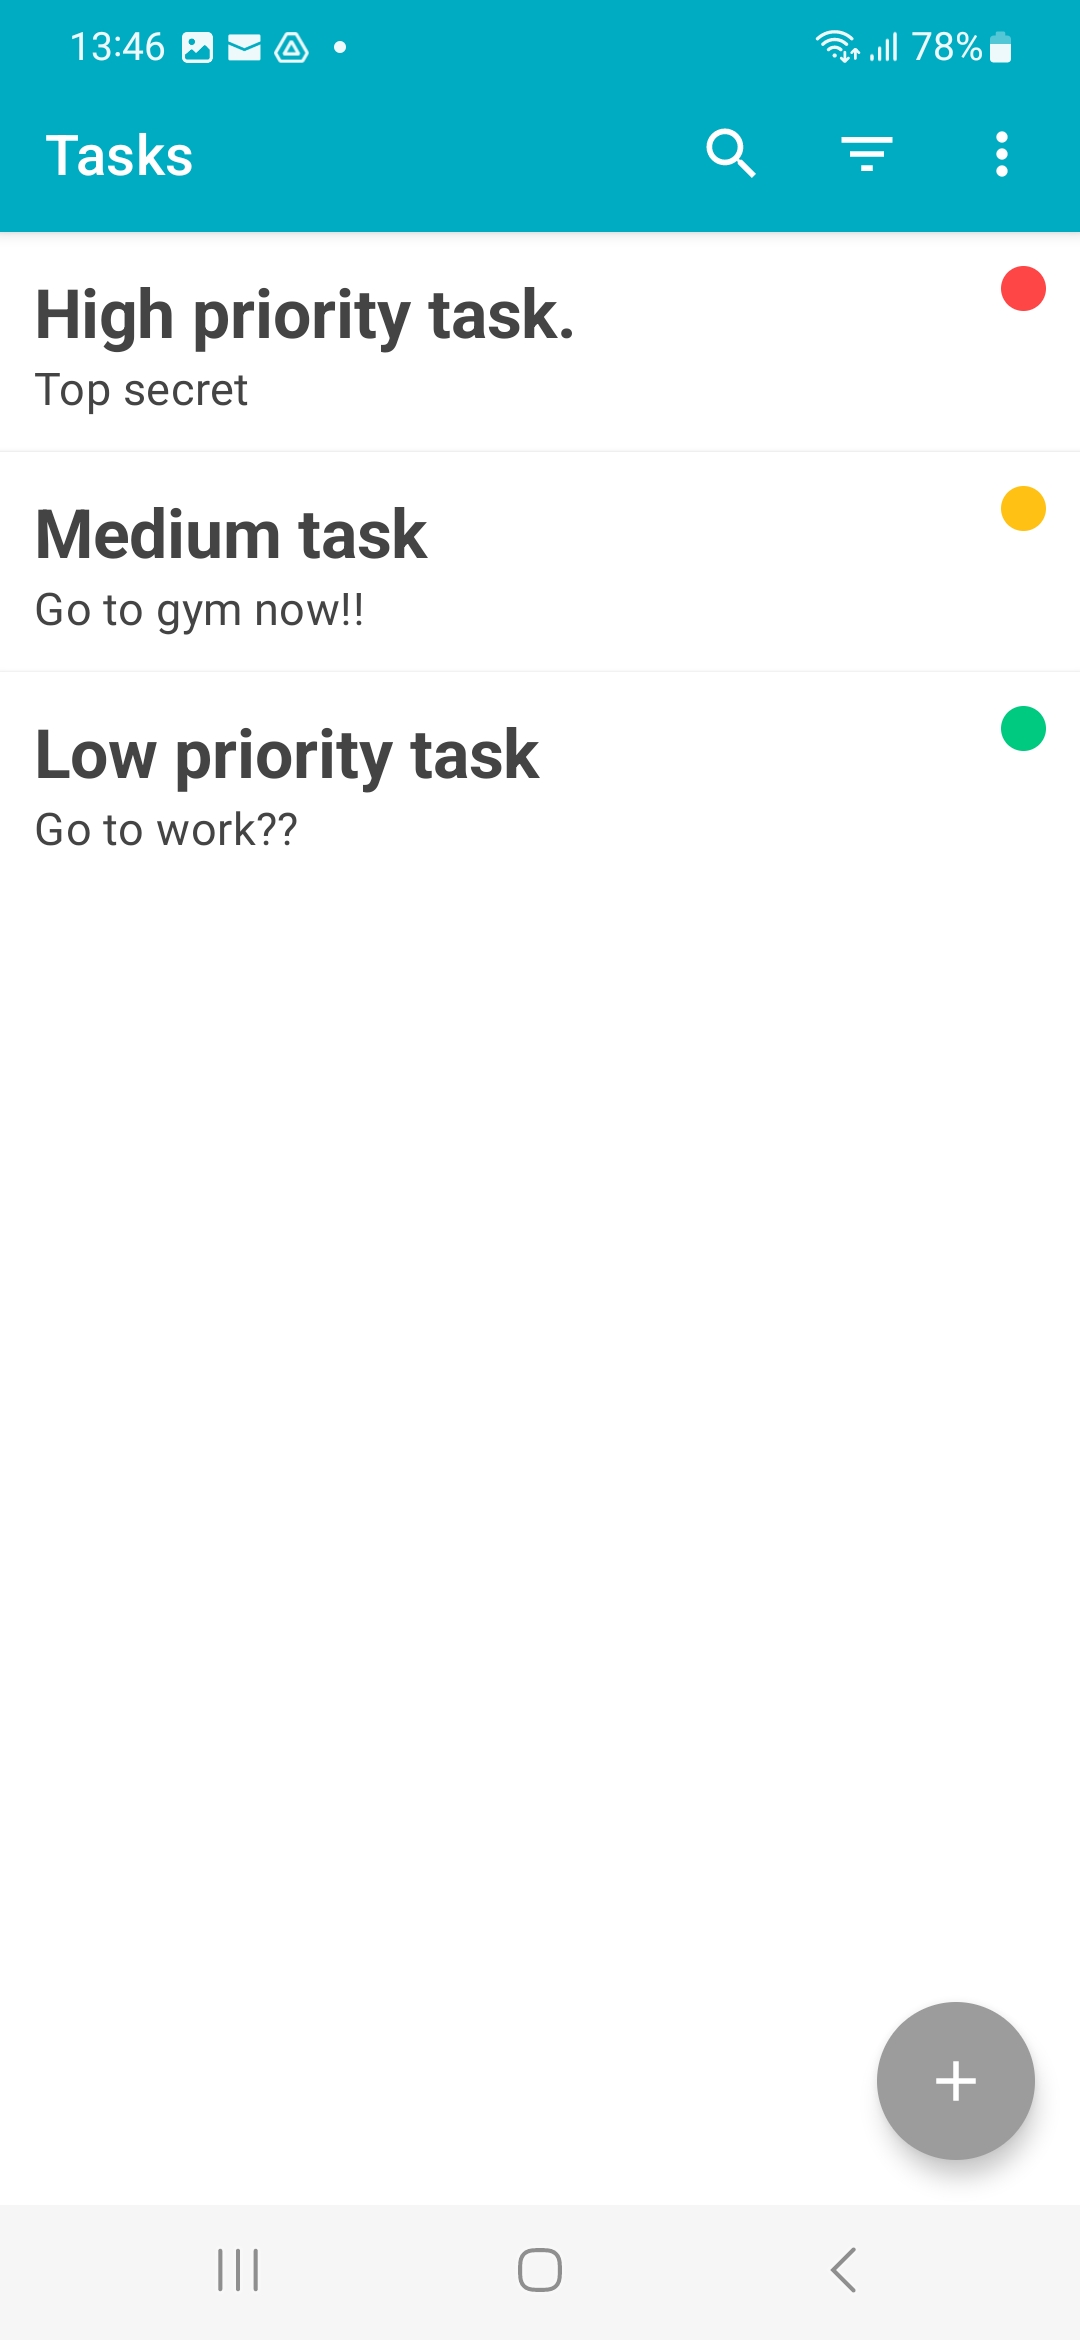 13:46 78%
Tasks
High priority task.
Top secret
Medium task
Go to gym now!!
Low priority task
Go to work??